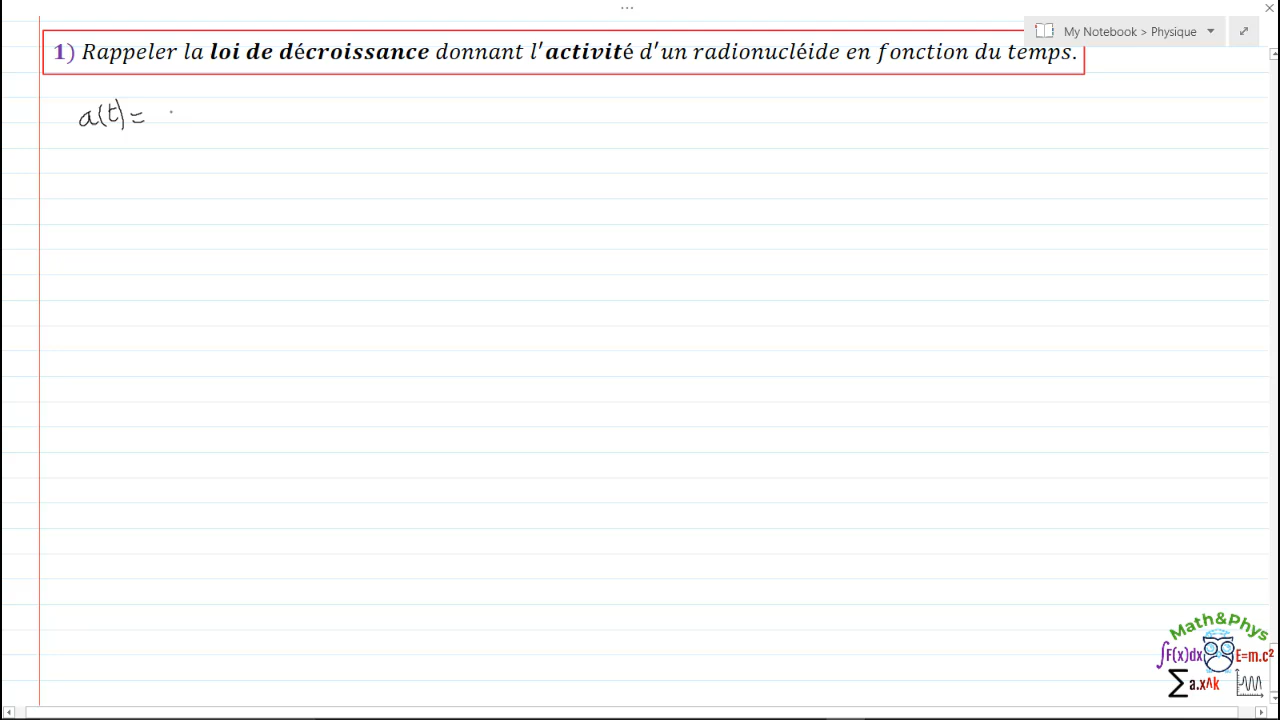 My Notebook > Physique
1) Rappeler la loi de décroissance donnant l'activité d'un radionucléide en fonction du temps.
a(t)=
Math&Phys
∫F(x)dx E=m.c²
∑ a.x^k